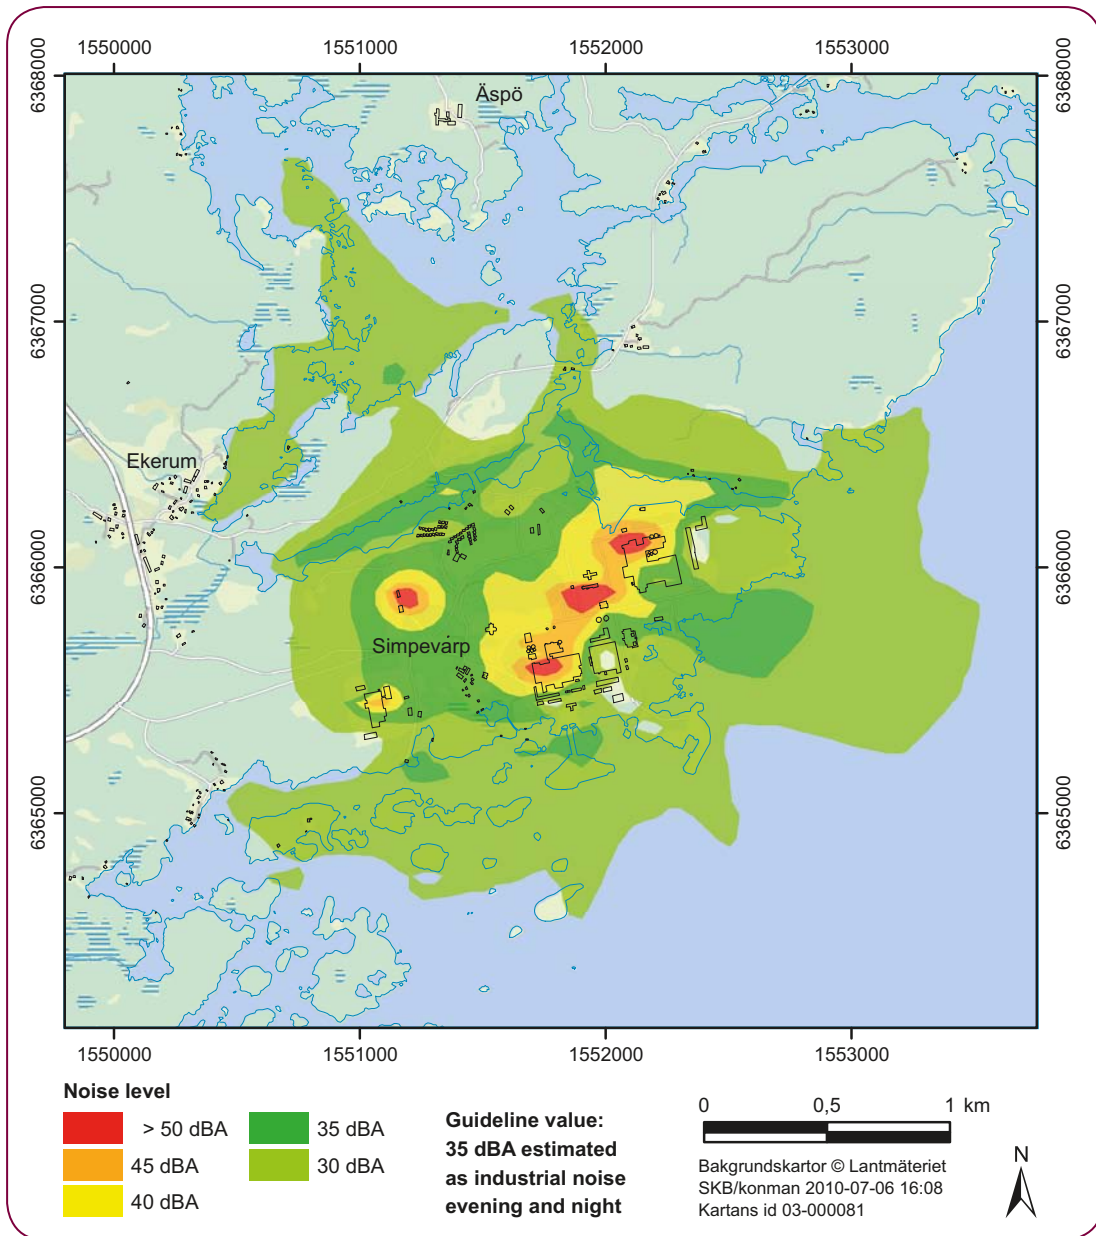 1550000 1551000 1552000 1553000
6368000 6368000
Äspö
6367000 6367000
Ekerum
6366000 6366000
Simpevarp
6365000 6365000
1550000 1551000 1552000 1553000
Noise level
> 50 dBA
45 dBA
40 dBA
35 dBA
30 dBA
Guideline value:
35 dBA estimated
as industrial noise
evening and night
0 0,5 1 km
Bakgrundskartor © Lantmäteriet
SKB/konman 2010-07-06 16:08
Kartans id 03-000081
N